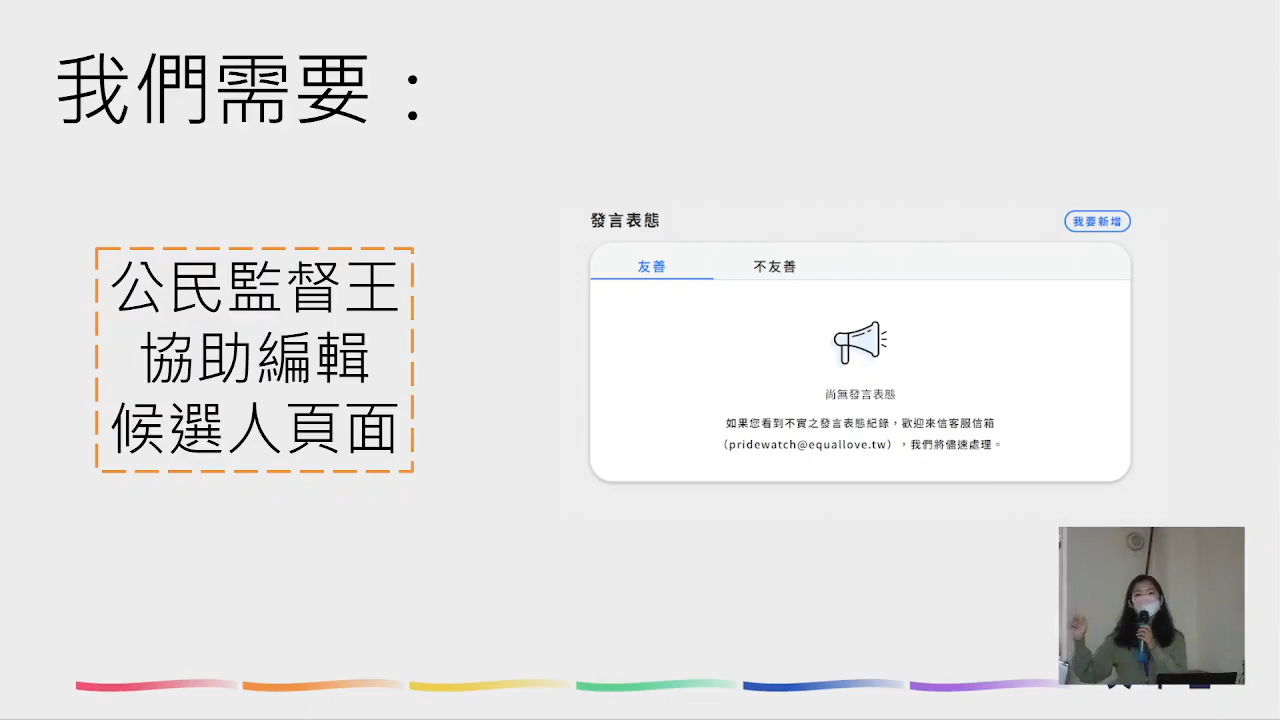 我們需要：
公民監督王
協助編輯
候選人頁面
發言表態
我要新增
友善
不友善
尚無發言表態
如果您看到不實之發言表態紀錄，歡迎來信客服信箱
（pridewatch@equallove.tw），我們將儘速處理。